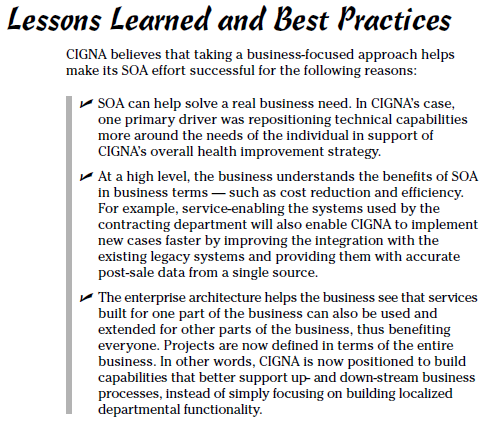 Lessons Learned and Best Practices
CIGNA believes that taking a business-focused approach helps
make its SOA effort successful for the following reasons:
✓ SOA can help solve a real business need. In CIGNA's case,
one primary driver was repositioning technical capabilities
more around the needs of the individual in support of
CIGNA's overall health improvement strategy.
✓ At a high level, the business understands the benefits of SOA
in business terms — such as cost reduction and efficiency.
For example, service-enabling the systems used by the
contracting department will also enable CIGNA to implement
new cases faster by improving the integration with the
existing legacy systems and providing them with accurate
post-sale data from a single source.
✓ The enterprise architecture helps the business see that services
built for one part of the business can also be used and
extended for other parts of the business, thus benefiting
everyone. Projects are now defined in terms of the entire
business. In other words, CIGNA is now positioned to build
capabilities that better support up- and down-stream business
processes, instead of simply focusing on building localized
departmental functionality.